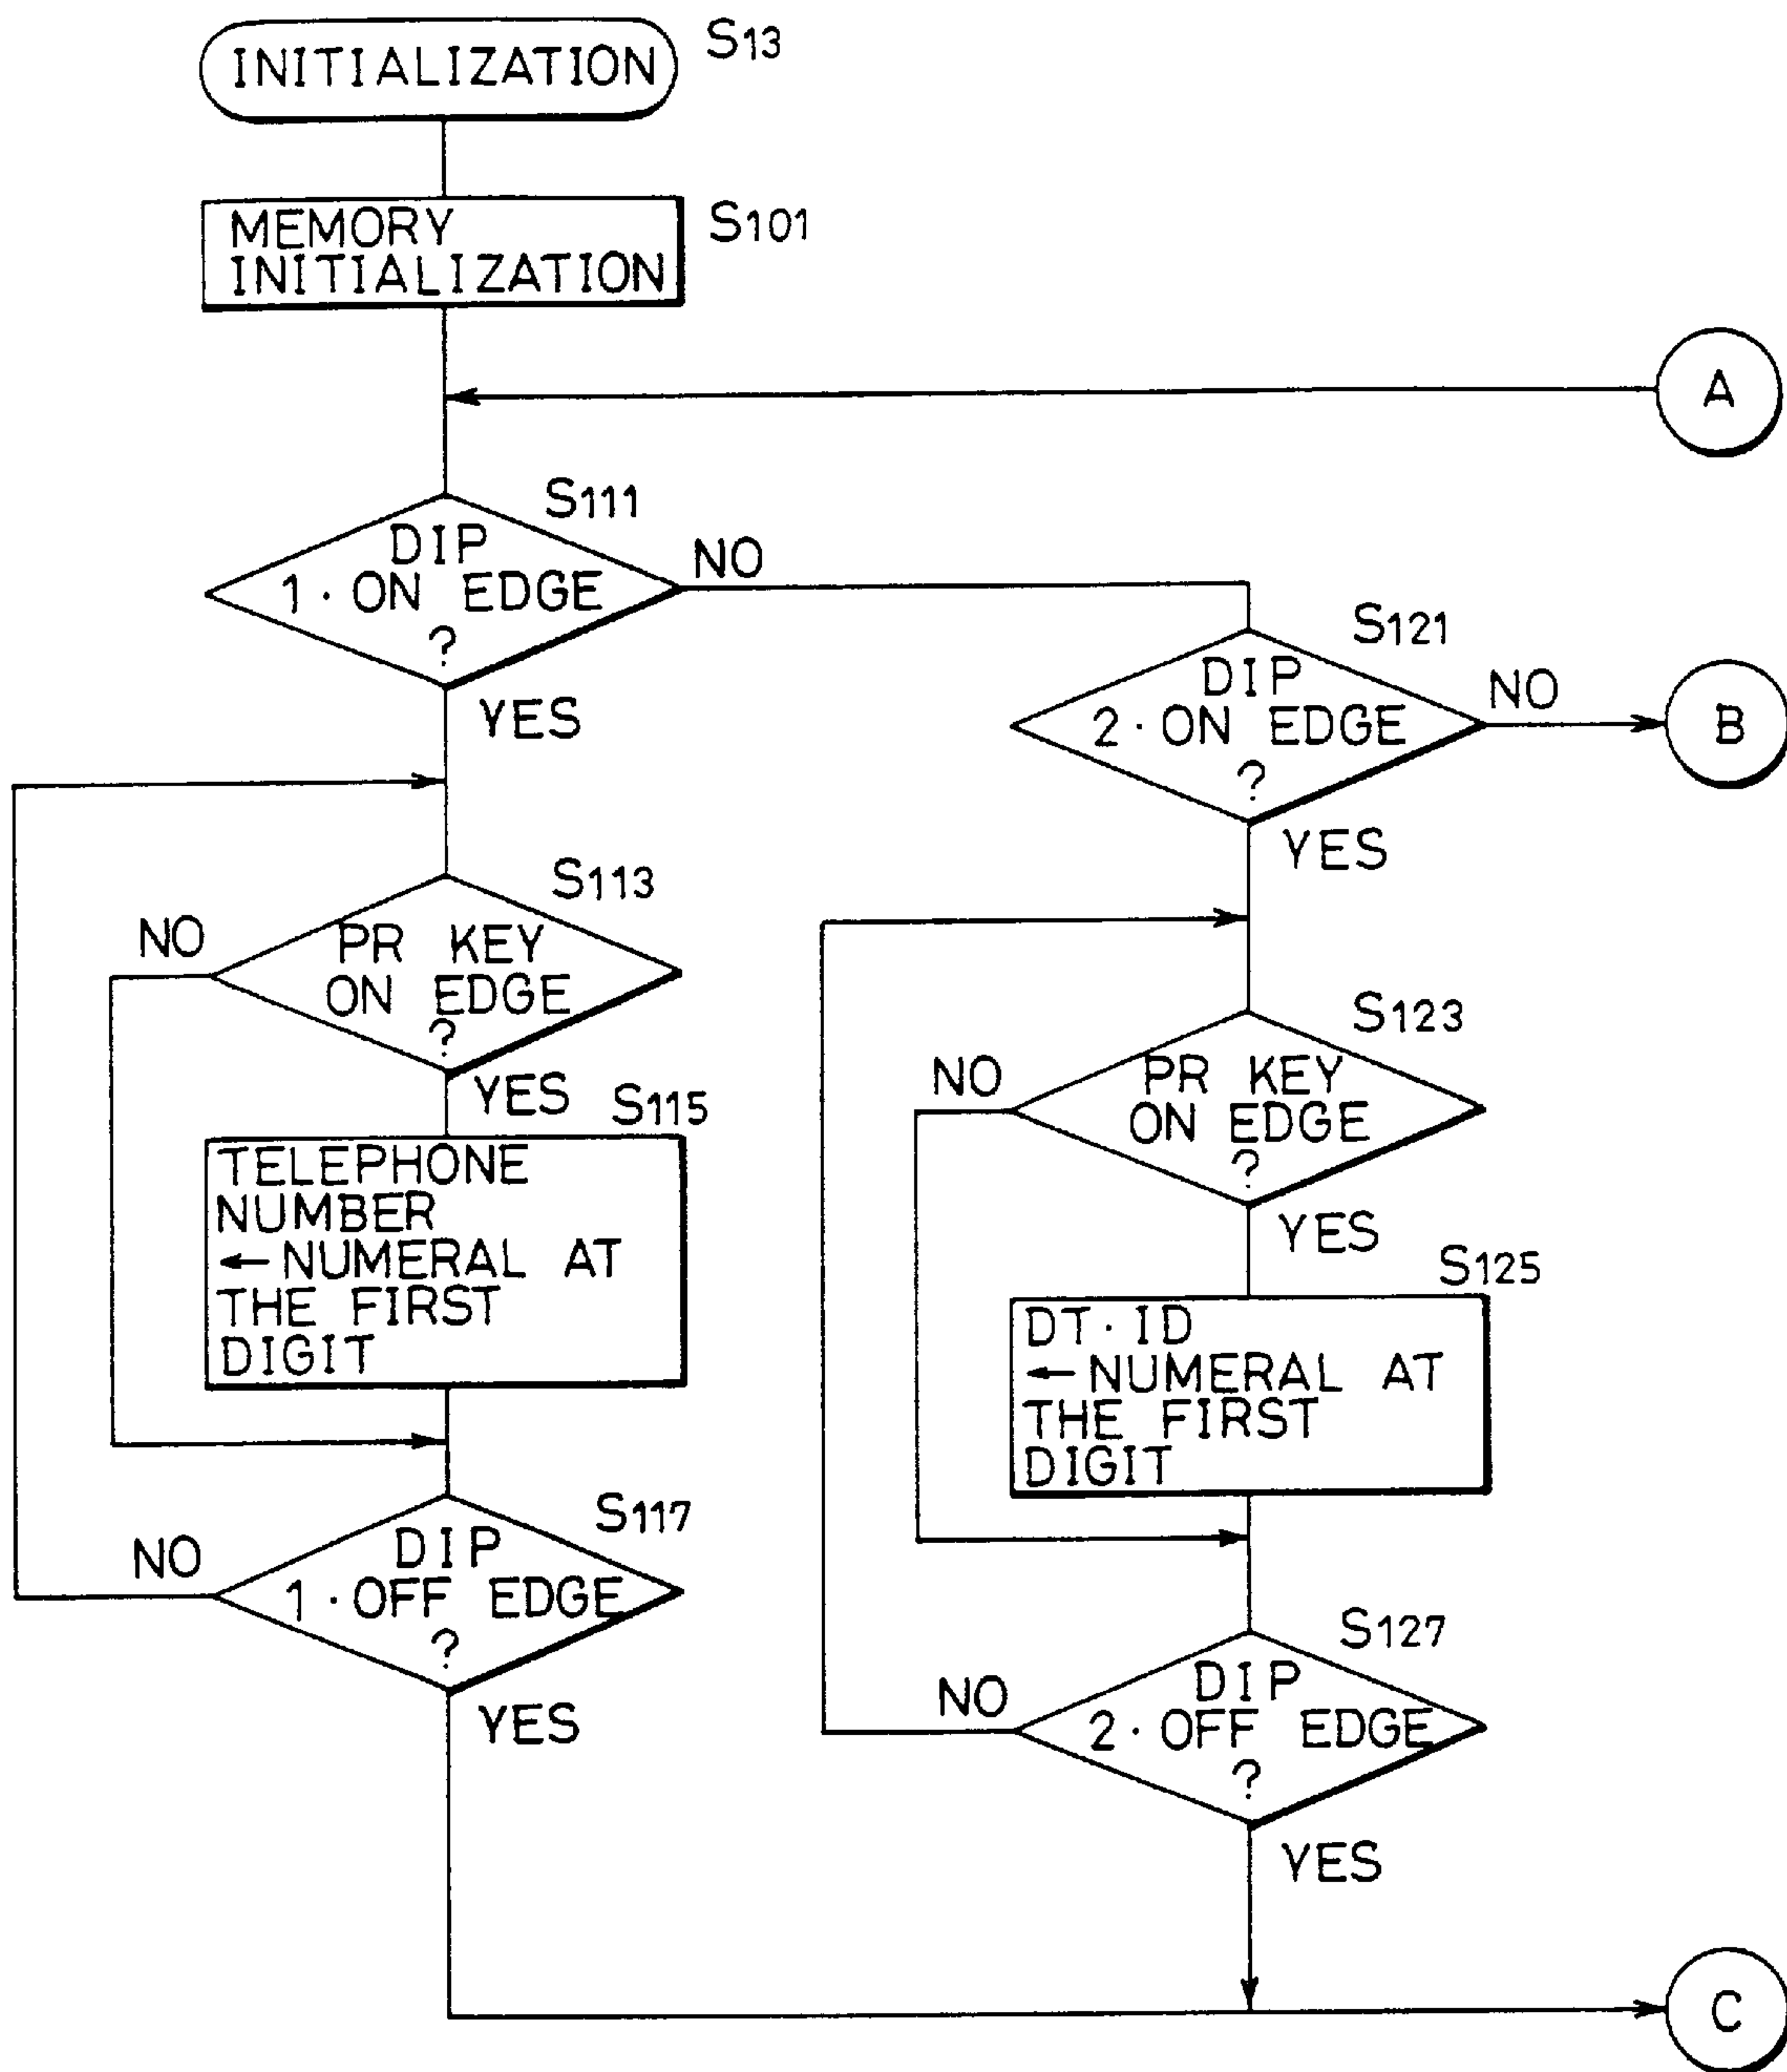 INITIALIZATION
S13
MEMORY
INITIALIZATION
S101
A
S111
DIP
1·ON EDGE
?
NO
YES
S121
DIP
2·ON EDGE
?
NO
B
YES
S113
NO
PR KEY
ON EDGE
?
YES
S115
TELEPHONE
NUMBER
←NUMERAL AT
THE FIRST
DIGIT
S123
NO
PR KEY
ON EDGE
?
YES
S125
DT·ID
←NUMERAL AT
THE FIRST
DIGIT
S117
NO
DIP
1·OFF EDGE
?
YES
S127
NO
DIP
2·OFF EDGE
?
YES
C